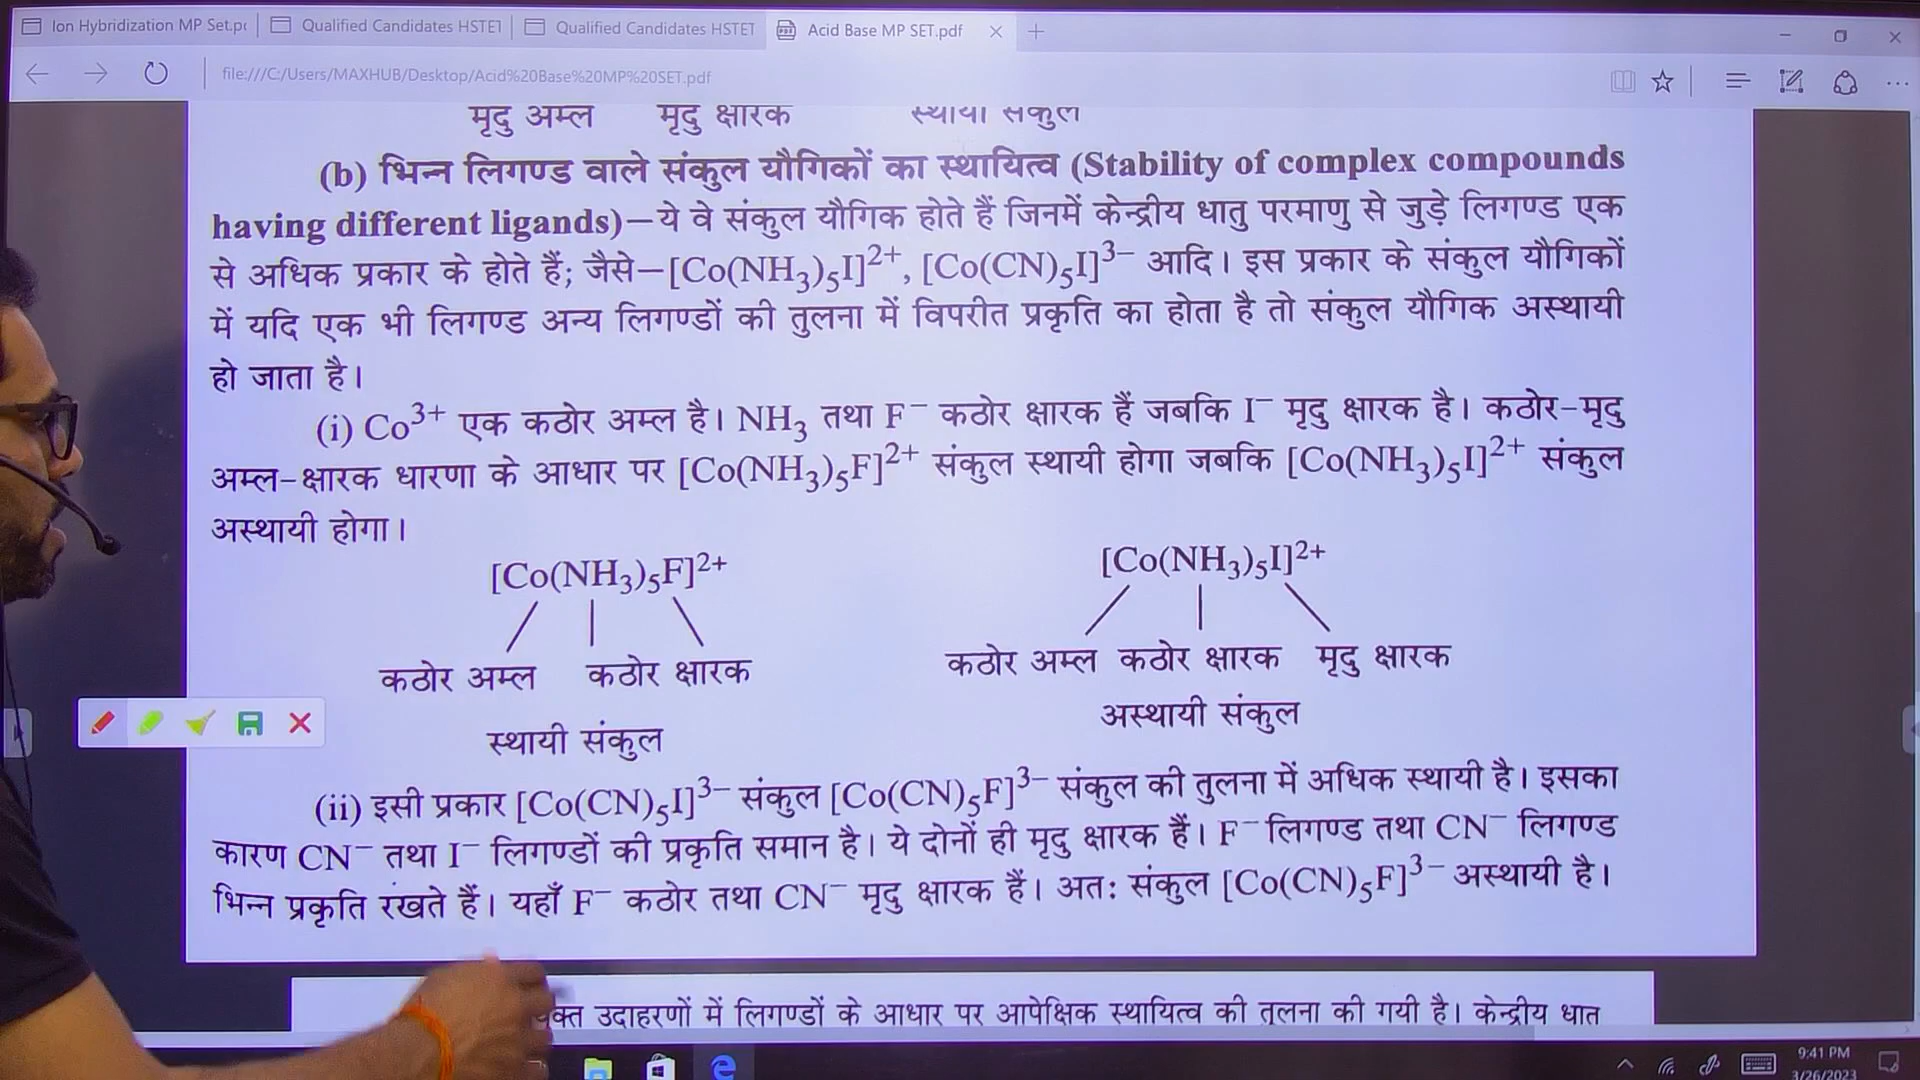 Ion Hybridization MP Set.pd
Qualified Candidates HSTET
Qualified Candidates HSTET
Acid Base MP SET.pdf
file:///C:/Users/MAXHUB/Desktop/Acid%20Base%20MP%20SET.pdf
मृदु अम्ल मृदु क्षारक स्थायी संकुल
(b) भिन्न लिगण्ड वाले संकुल यौगिकों का स्थायित्व (Stability of complex compounds
having different ligands)—ये वे संकुल यौगिक होते हैं जिनमें केन्द्रीय धातु परमाणु से जुड़े लिगण्ड एक
से अधिक प्रकार के होते हैं; जैसे—[Co(NH₃)₅I]²⁺, [Co(CN)₅I]³⁻ आदि। इस प्रकार के संकुल यौगिकों
में यदि एक भी लिगण्ड अन्य लिगण्डों की तुलना में विपरीत प्रकृति का होता है तो संकुल यौगिक अस्थायी
हो जाता है।
(i) Co³⁺ एक कठोर अम्ल है। NH₃ तथा F⁻ कठोर क्षारक हैं जबकि I⁻ मृदु क्षारक है। कठोर-मृदु
अम्ल-क्षारक धारणा के आधार पर [Co(NH₃)₅F]²⁺ संकुल स्थायी होगा जबकि [Co(NH₃)₅I]²⁺ संकुल
अस्थायी होगा।
[Co(NH₃)₅F]²⁺ [Co(NH₃)₅I]²⁺
कठोर अम्ल कठोर क्षारक कठोर अम्ल कठोर क्षारक मृदु क्षारक
स्थायी संकुल अस्थायी संकुल
(ii) इसी प्रकार [Co(CN)₅I]³⁻ संकुल [Co(CN)₅F]³⁻ संकुल की तुलना में अधिक स्थायी है। इसका
कारण CN⁻ तथा I⁻ लिगण्डों की प्रकृति समान है। ये दोनों ही मृदु क्षारक हैं। F⁻ लिगण्ड तथा CN⁻ लिगण्ड
भिन्न प्रकृति रखते हैं। यहाँ F⁻ कठोर तथा CN⁻ मृदु क्षारक हैं। अतः संकुल [Co(CN)₅F]³⁻ अस्थायी है।
उदाहरणों में लिगण्डों के आधार पर आपेक्षिक स्थायित्व की तुलना की गयी है। केन्द्रीय धातु
9:41 PM
3/26/2023